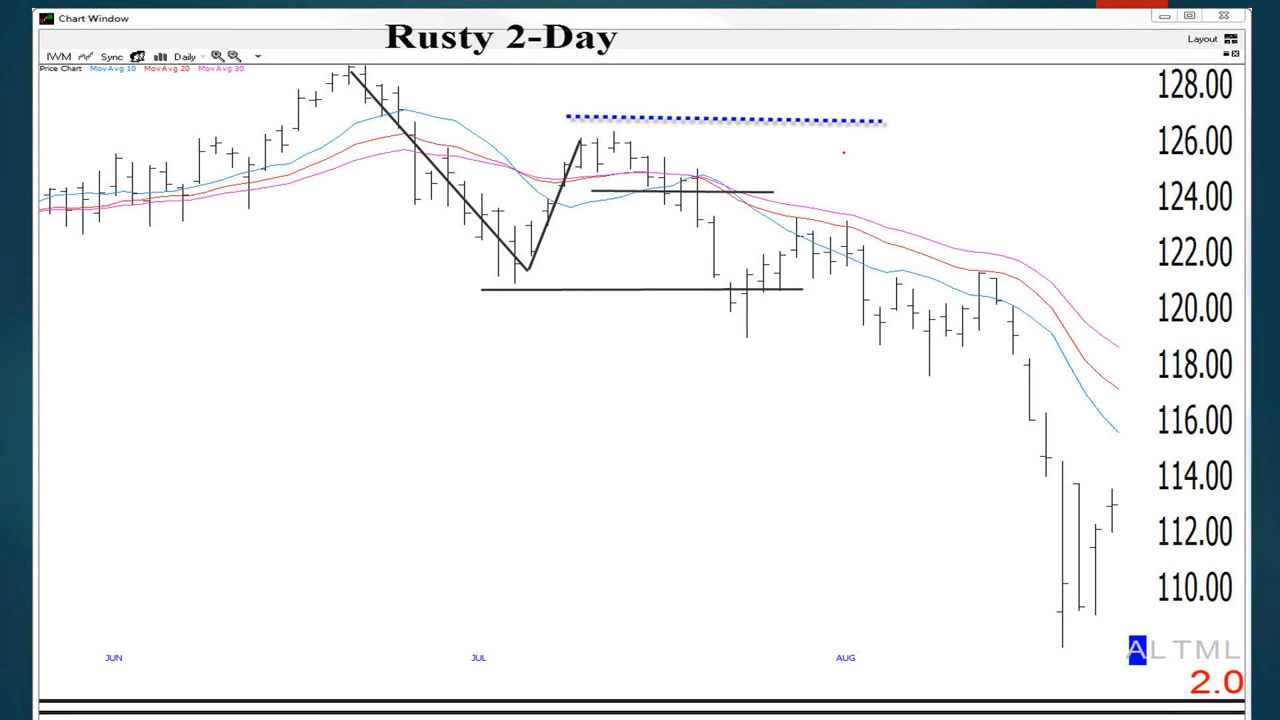 Chart Window
Rusty 2-Day
Layout
IWM Sync Daily
Price Chart MovAvg 10 MovAvg 20 MovAvg 30
128.00
126.00
124.00
122.00
120.00
118.00
116.00
114.00
112.00
110.00
ALTML
JUN JUL AUG
2.0